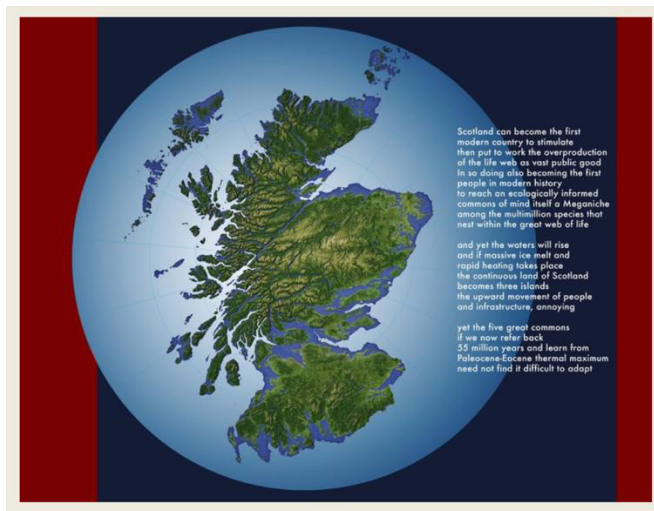 Scotland can become the first
modern country to stimulate
then put to work the overproduction
of the life web as vast public good
In so doing also becoming the first
people in modern history
to reach an ecologically informed
commons of mind itself a Meganiche
among the multimillion species that
nest within the great web of life
and yet the waters will rise
and if massive ice melt and
rapid heating takes place
the continuous land of Scotland
becomes three islands
the upward movement of people
and infrastructure, annoying
yet the five great commons
if we now refer back
55 million years and learn from
Paleocene-Eocene thermal maximum
need not find it difficult to adapt